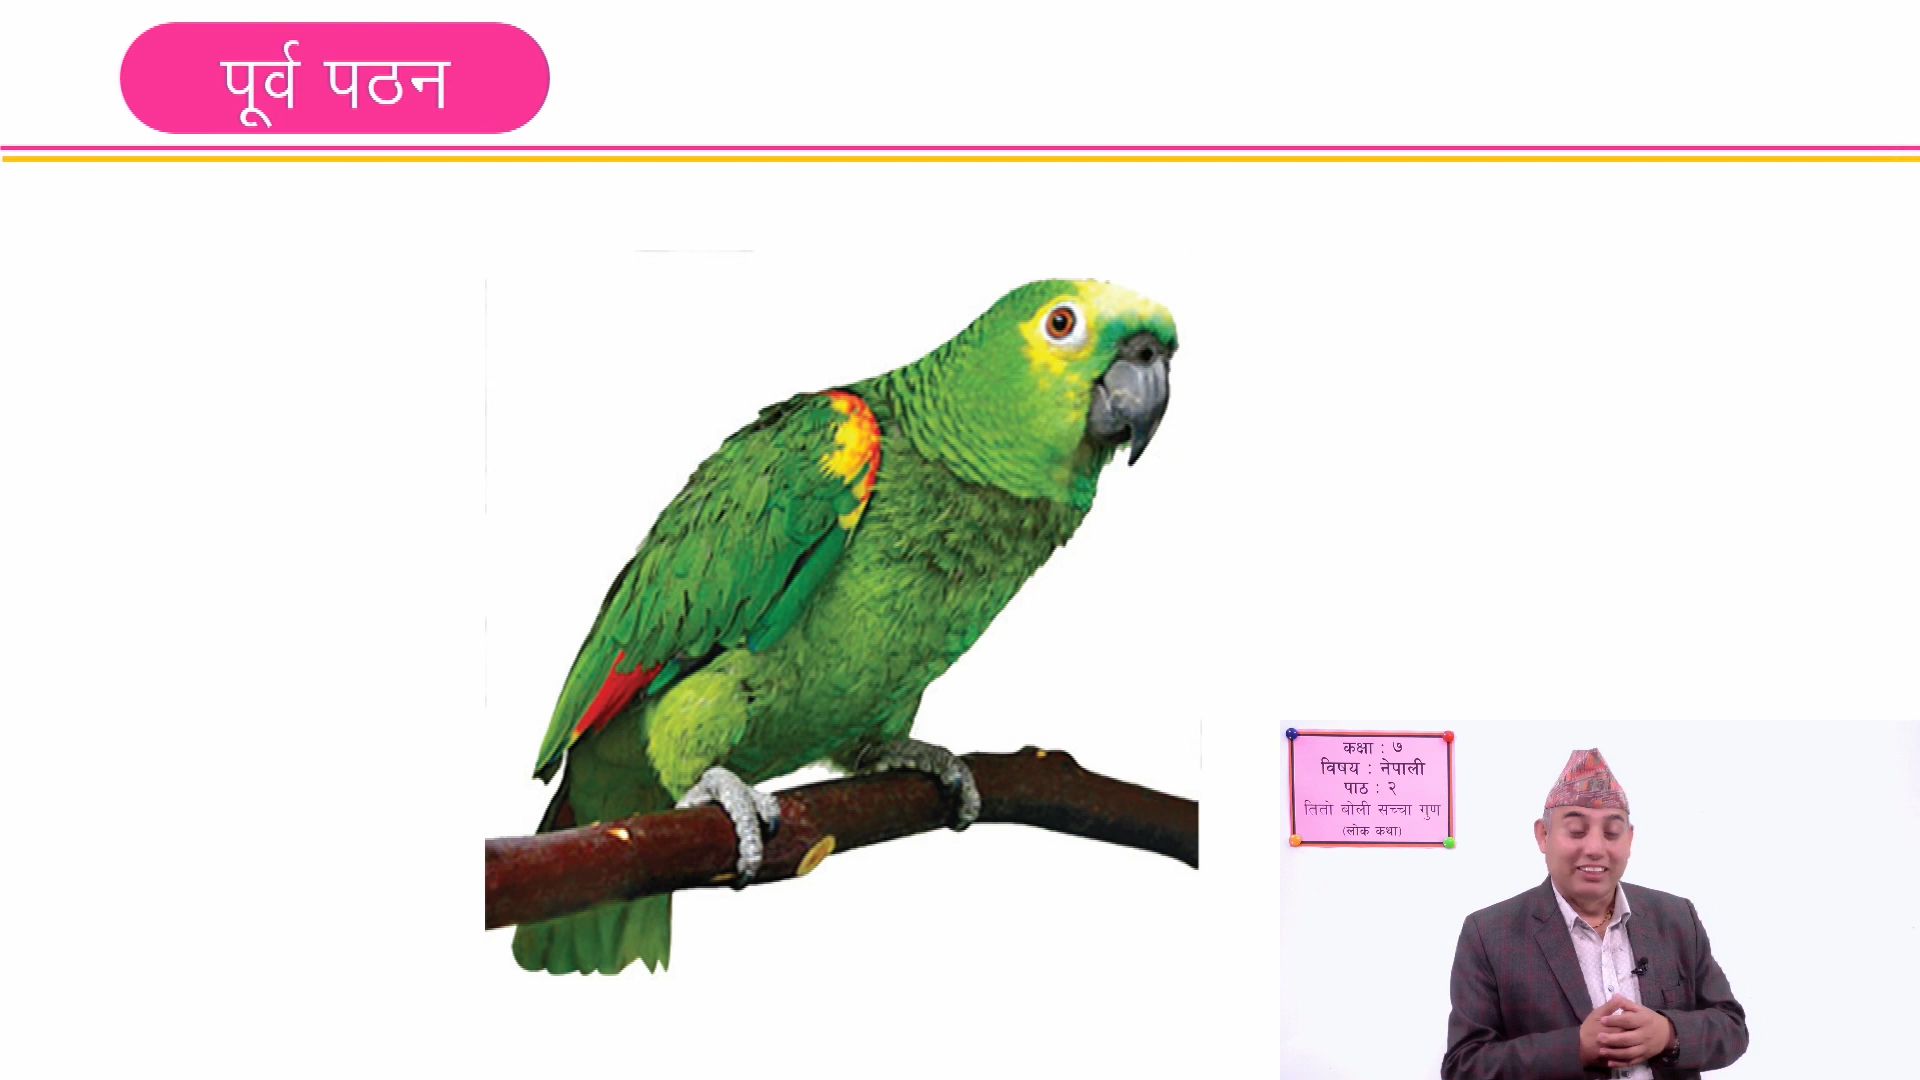 पूर्व पठन
कक्षा : ७
विषय : नेपाली
पाठ : २
तितो बोली सच्चा गुण
(लोक कथा)